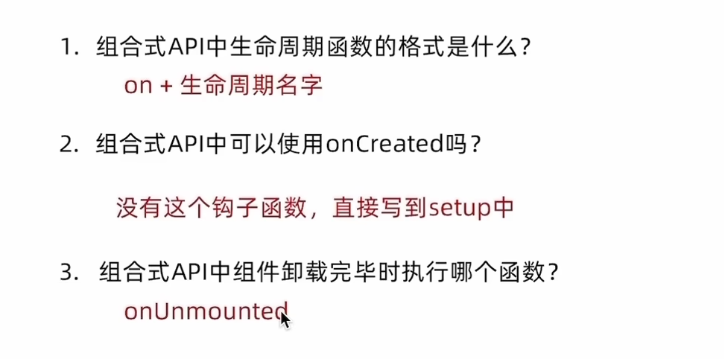 1. 组合式API中生命周期函数的格式是什么?
on + 生命周期名字
2. 组合式API中可以使用onCreated吗?
没有这个钩子函数，直接写到setup中
3. 组合式API中组件卸载完毕时执行哪个函数?
onUnmounted